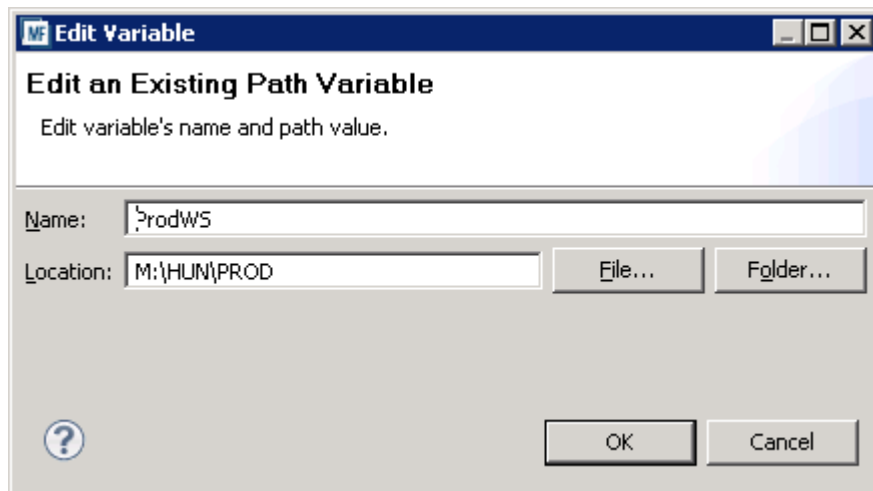 MF Edit Variable
Edit an Existing Path Variable
Edit variable's name and path value.
Name: ProdWS
Location: M:\HUN\PROD File... Folder...
? OK Cancel